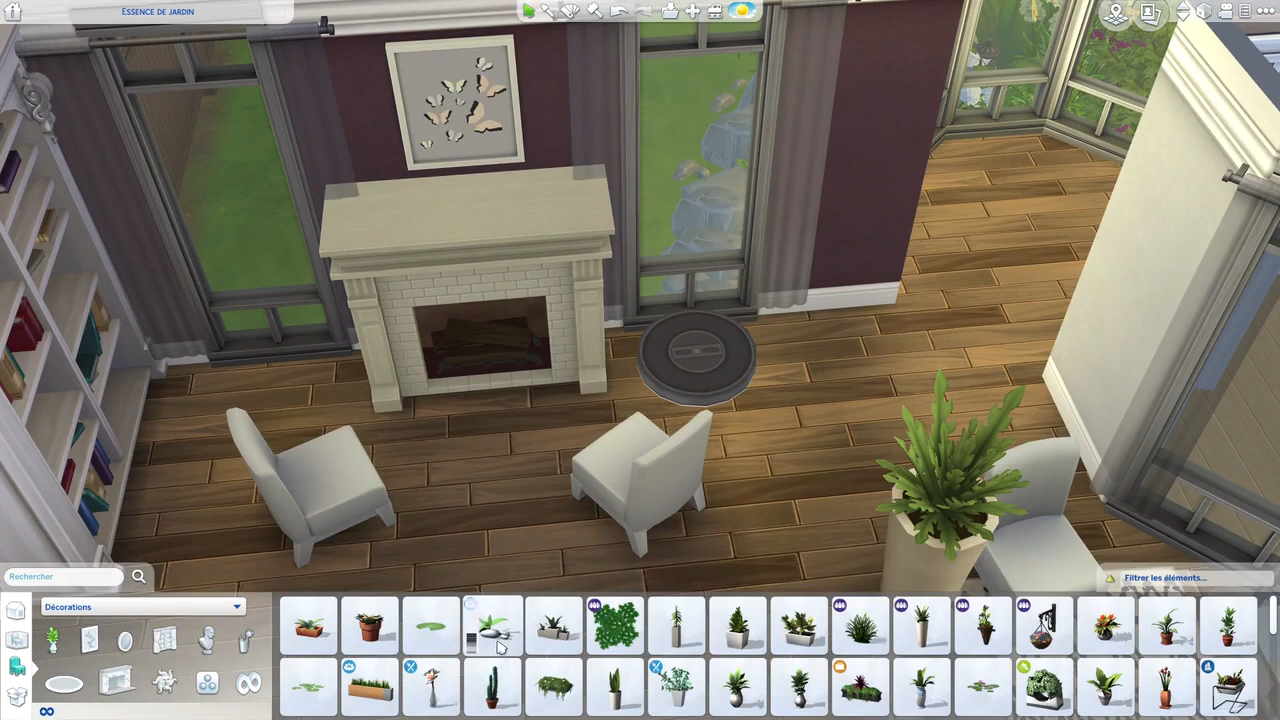 ESSENCE DE JARDIN
Rechercher
Filtrer les éléments...
Décorations